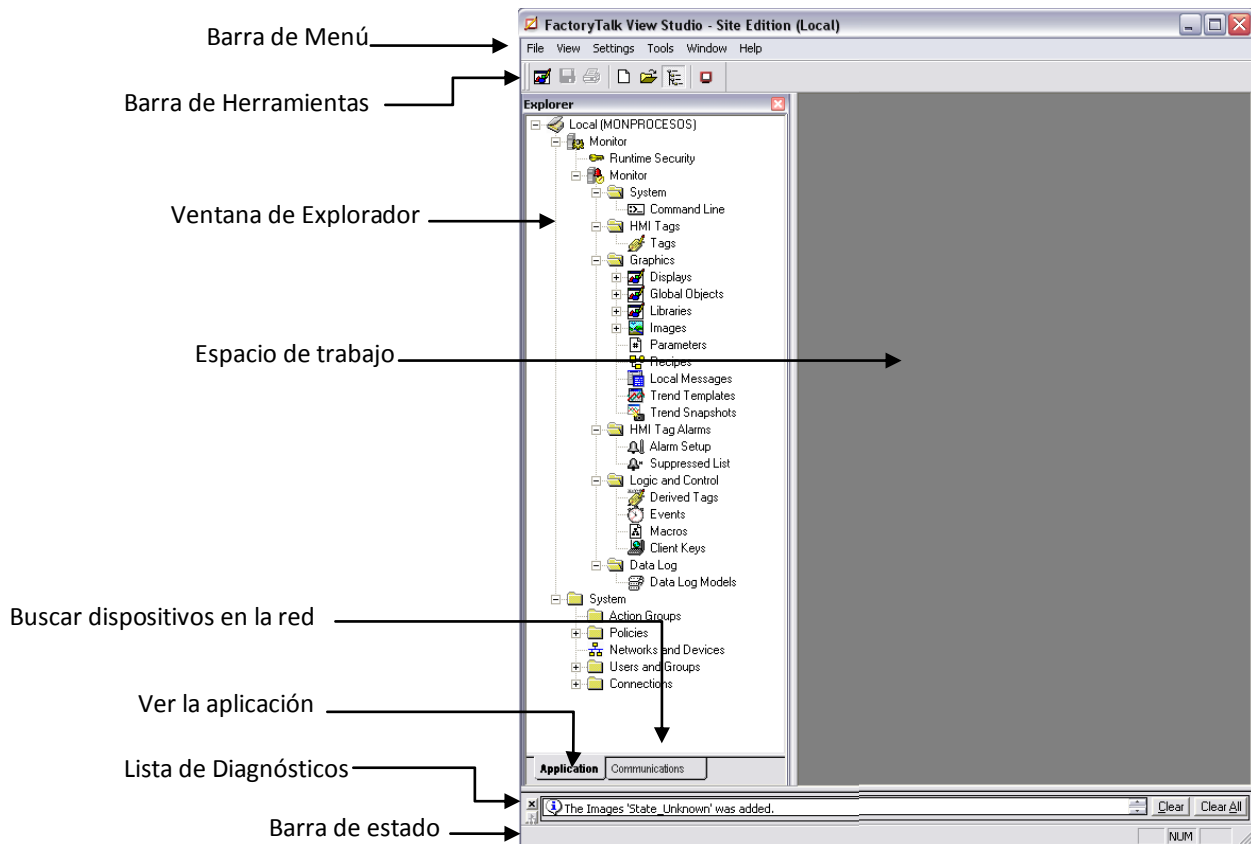 FactoryTalk View Studio - Site Edition (Local)
Barra de Menú
File View Settings Tools Window Help
Barra de Herramientas
Explorer
Local (MONPROCESOS)
Monitor
Runtime Security
Monitor
System
Ventana de Explorador
Command Line
HMI Tags
Tags
Graphics
Displays
Global Objects
Libraries
Images
Parameters
Espacio de trabajo
Recipes
Local Messages
Trend Templates
Trend Snapshots
HMI Tag Alarms
Alarm Setup
Suppressed List
Logic and Control
Derived Tags
Events
Macros
Client Keys
Data Log
Data Log Models
System
Buscar dispositivos en la red
Action Groups
Policies
Networks and Devices
Users and Groups
Connections
Ver la aplicación
Application Communications
Lista de Diagnósticos
The Images 'State_Unknown' was added.
Clear Clear All
Barra de estado
NUM